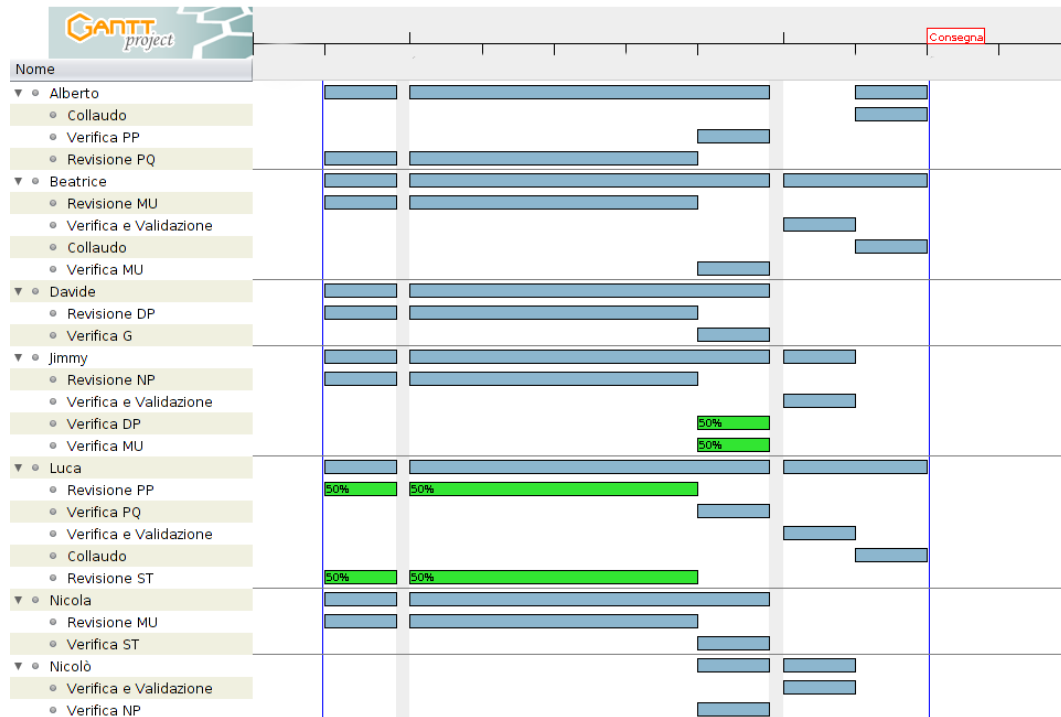 GANTT
project
Consegna
Nome
Alberto
Collaudo
Verifica PP
Revisione PQ
Beatrice
Revisione MU
Verifica e Validazione
Collaudo
Verifica MU
Davide
Revisione DP
Verifica G
Jimmy
Revisione NP
Verifica e Validazione
Verifica DP 50%
Verifica MU 50%
Luca
Revisione PP 50% 50%
Verifica PQ
Verifica e Validazione
Collaudo
Revisione ST 50% 50%
Nicola
Revisione MU
Verifica ST
Nicolò
Verifica e Validazione
Verifica NP